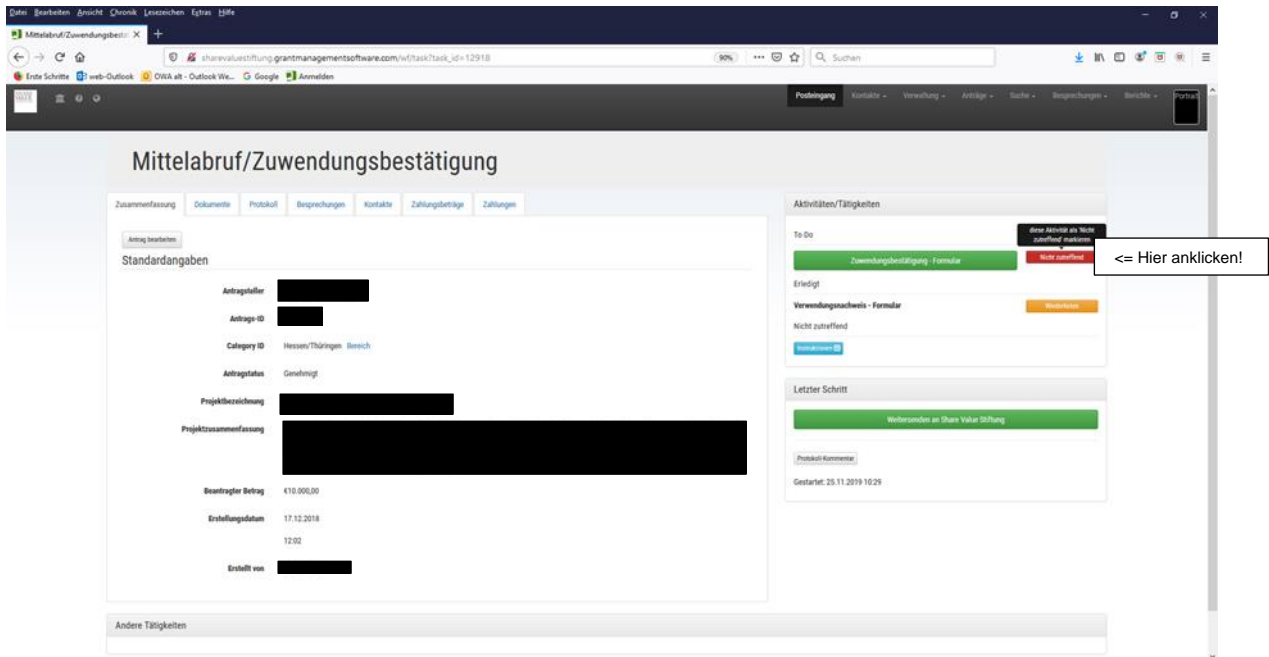 Datei Bearbeiten Ansicht Chronik Lesezeichen Extras Hilfe
Mittelabruf/Zuwendungsbestä X +
sharevaluestiftung.grantmanagementsoftware.com/wf/task?task_id=12918 90% Suchen
Erste Schritte web-Outlook OWA alt - Outlook We... Google Anmelden
Posteingang Kontakte Verwaltung Anträge Suche Besprechungen Berichte Portrait
Mittelabruf/Zuwendungsbestätigung
Zusammenfassung Dokumente Protokoll Besprechungen Kontakte Zahlungsbeträge Zahlungen
Antrag bearbeiten
Standardangaben
Antragsteller
Antrags-ID
Category ID Hessen/Thüringen Bereich
Antragstatus Genehmigt
Projektbezeichnung
Projektzusammenfassung
Beantragter Betrag €10.000,00
Erstellungsdatum 17.12.2018
12:02
Erstellt von
Andere Tätigkeiten
Aktivitäten/Tätigkeiten
To-Do
diese Aktivität als 'Nicht
zutreffend' markieren
Zuwendungsbestätigung - Formular Nicht zutreffend
<= Hier anklicken!
Erledigt
Verwendungsnachweis - Formular Wiederholen
Nicht zutreffend
Instruktionen
Letzter Schritt
Weitersenden an Share Value Stiftung
Protokoll-Kommentar
Gestartet: 25.11.2019 10:29